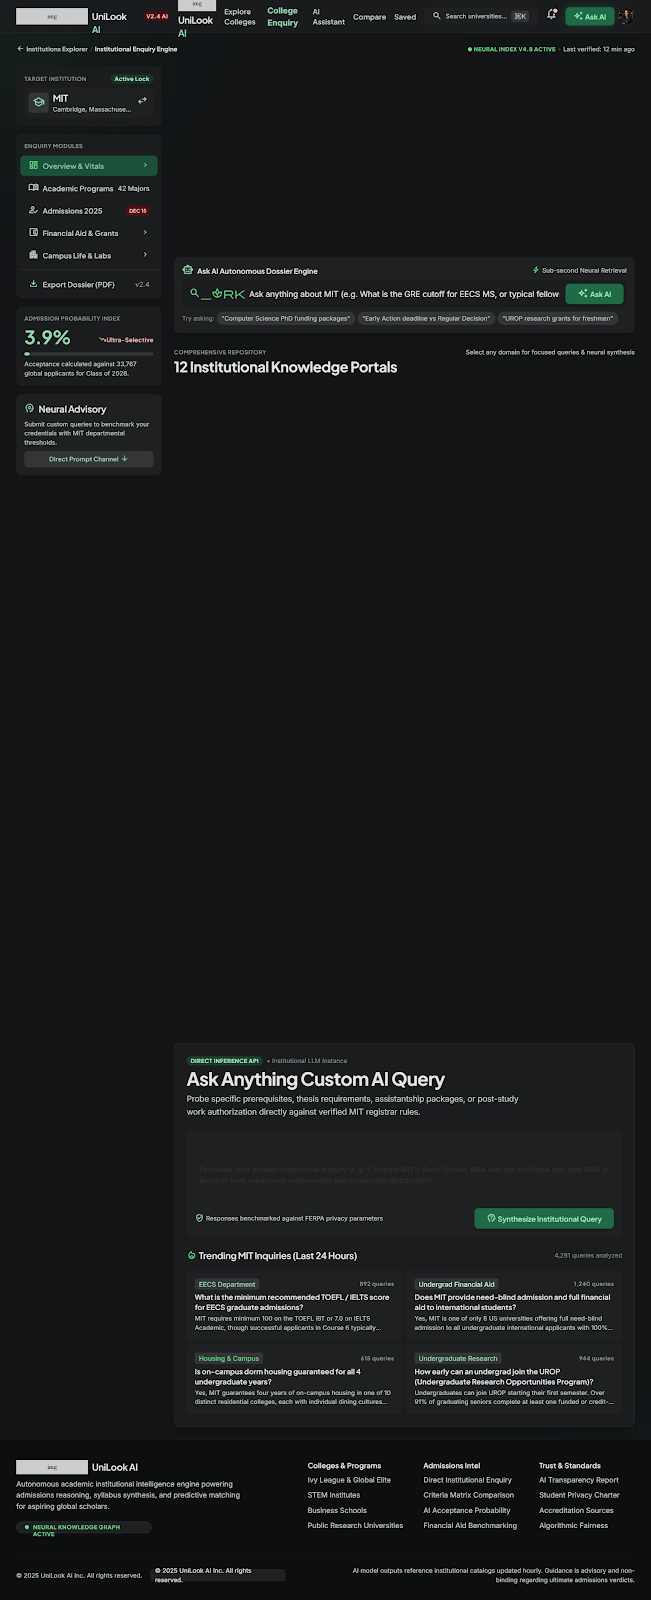 img
UniLook AI
V2.4 AI
img
UniLook AI
Explore Colleges
College Enquiry
AI Assistant
Compare
Saved
Search universities...
⌘K
Ask AI
← Institutions Explorer / Institutional Enquiry Engine
NEURAL INDEX V4.8 ACTIVE • Last verified: 12 min ago
TARGET INSTITUTION
Active Lock
MIT
Cambridge, Massachuse...
ENQUIRY MODULES
Overview & Vitals
Academic Programs 42 Majors
Admissions 2025 DEC 15
Financial Aid & Grants
Campus Life & Labs
Export Dossier (PDF) v2.4
ADMISSION PROBABILITY INDEX
3.9%
Ultra-Selective
Acceptance calculated against 33,767
global applicants for Class of 2028.
Neural Advisory
Submit custom queries to benchmark your
credentials with MIT departmental
thresholds.
Direct Prompt Channel ↓
Ask AI Autonomous Dossier Engine
Sub-second Neural Retrieval
Ask anything about MIT (e.g. What is the GRE cutoff for EECS MS, or typical fellow
Ask AI
Try asking:
"Computer Science PhD funding packages"
"Early Action deadline vs Regular Decision"
"UROP research grants for freshmen"
COMPREHENSIVE REPOSITORY
12 Institutional Knowledge Portals
Select any domain for focused queries & neural synthesis
DIRECT INFERENCE API
• Institutional LLM Instance
Ask Anything Custom AI Query
Probe specific prerequisites, thesis requirements, assistantship packages, or post-study
work authorization directly against verified MIT registrar rules.
Responses benchmarked against FERPA privacy parameters
Synthesize Institutional Query
Trending MIT Inquiries (Last 24 Hours)
4,281 queries analyzed
EECS Department
892 queries
What is the minimum recommended TOEFL / IELTS score
for EECS graduate admissions?
MIT requires minimum 100 on the TOEFL iBT or 7.0 on IELTS
Academic, though successful applicants in Course 6 typically...
Undergrad Financial Aid
1,240 queries
Does MIT provide need-blind admission and full financial
aid to international students?
Yes, MIT is one of only 8 US universities offering full need-blind
admission to all undergraduate international applicants with 100%...
Housing & Campus
615 queries
Is on-campus dorm housing guaranteed for all 4
undergraduate years?
Yes, MIT guarantees four years of on-campus housing in one of 10
distinct residential colleges, each with individual dining cultures...
Undergraduate Research
944 queries
How early can an undergrad join the UROP
(Undergraduate Research Opportunities Program)?
Undergraduates can join UROP starting their first semester. Over
91% of graduating seniors complete at least one funded or credit-...
img
UniLook AI
Autonomous academic institutional intelligence engine powering
admissions reasoning, syllabus synthesis, and predictive matching
for aspiring global scholars.
NEURAL KNOWLEDGE GRAPH
ACTIVE
Colleges & Programs
Ivy League & Global Elite
STEM Institutes
Business Schools
Public Research Universities
Admissions Intel
Direct Institutional Enquiry
Criteria Matrix Comparison
AI Acceptance Probability
Financial Aid Benchmarking
Trust & Standards
AI Transparency Report
Student Privacy Charter
Accreditation Sources
Algorithmic Fairness
© 2025 UniLook AI Inc. All rights reserved.
© 2025 UniLook AI Inc. All rights
reserved.
AI model outputs reference institutional catalogs updated hourly. Guidance is advisory and non-
binding regarding ultimate admissions verdicts.